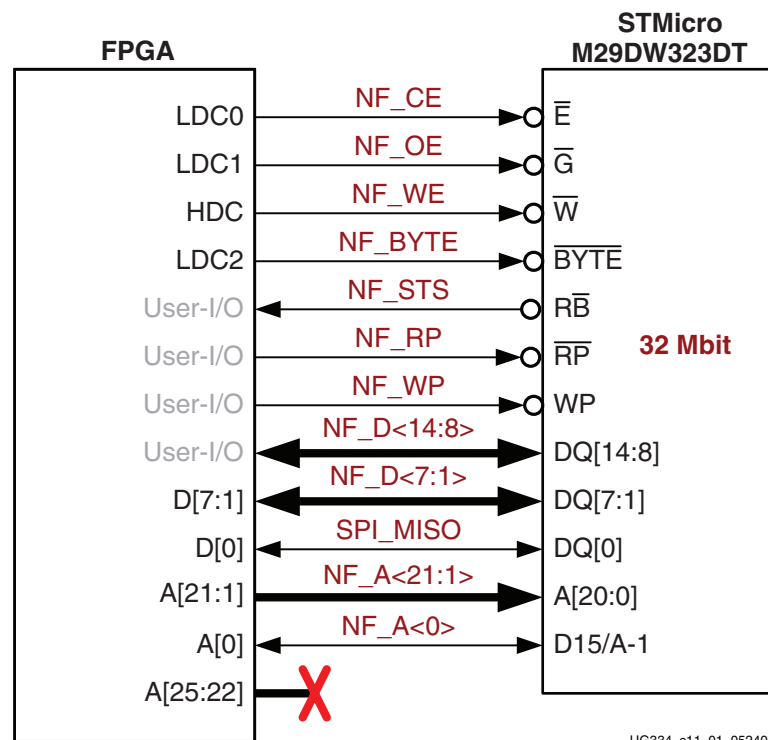 STMicro
FPGA M29DW323DT
LDC0 NF_CE E̅
LDC1 NF_OE G̅
HDC NF_WE W̅
LDC2 NF_BYTE B̅Y̅T̅E̅
User-I/O NF_STS RB̅
User-I/O NF_RP R̅P̅ 32 Mbit
User-I/O NF_WP WP
User-I/O NF_D<14:8> DQ[14:8]
D[7:1] NF_D<7:1> DQ[7:1]
D[0] SPI_MISO DQ[0]
A[21:1] NF_A<21:1> A[20:0]
A[0] NF_A<0> D15/A-1
A[25:22]